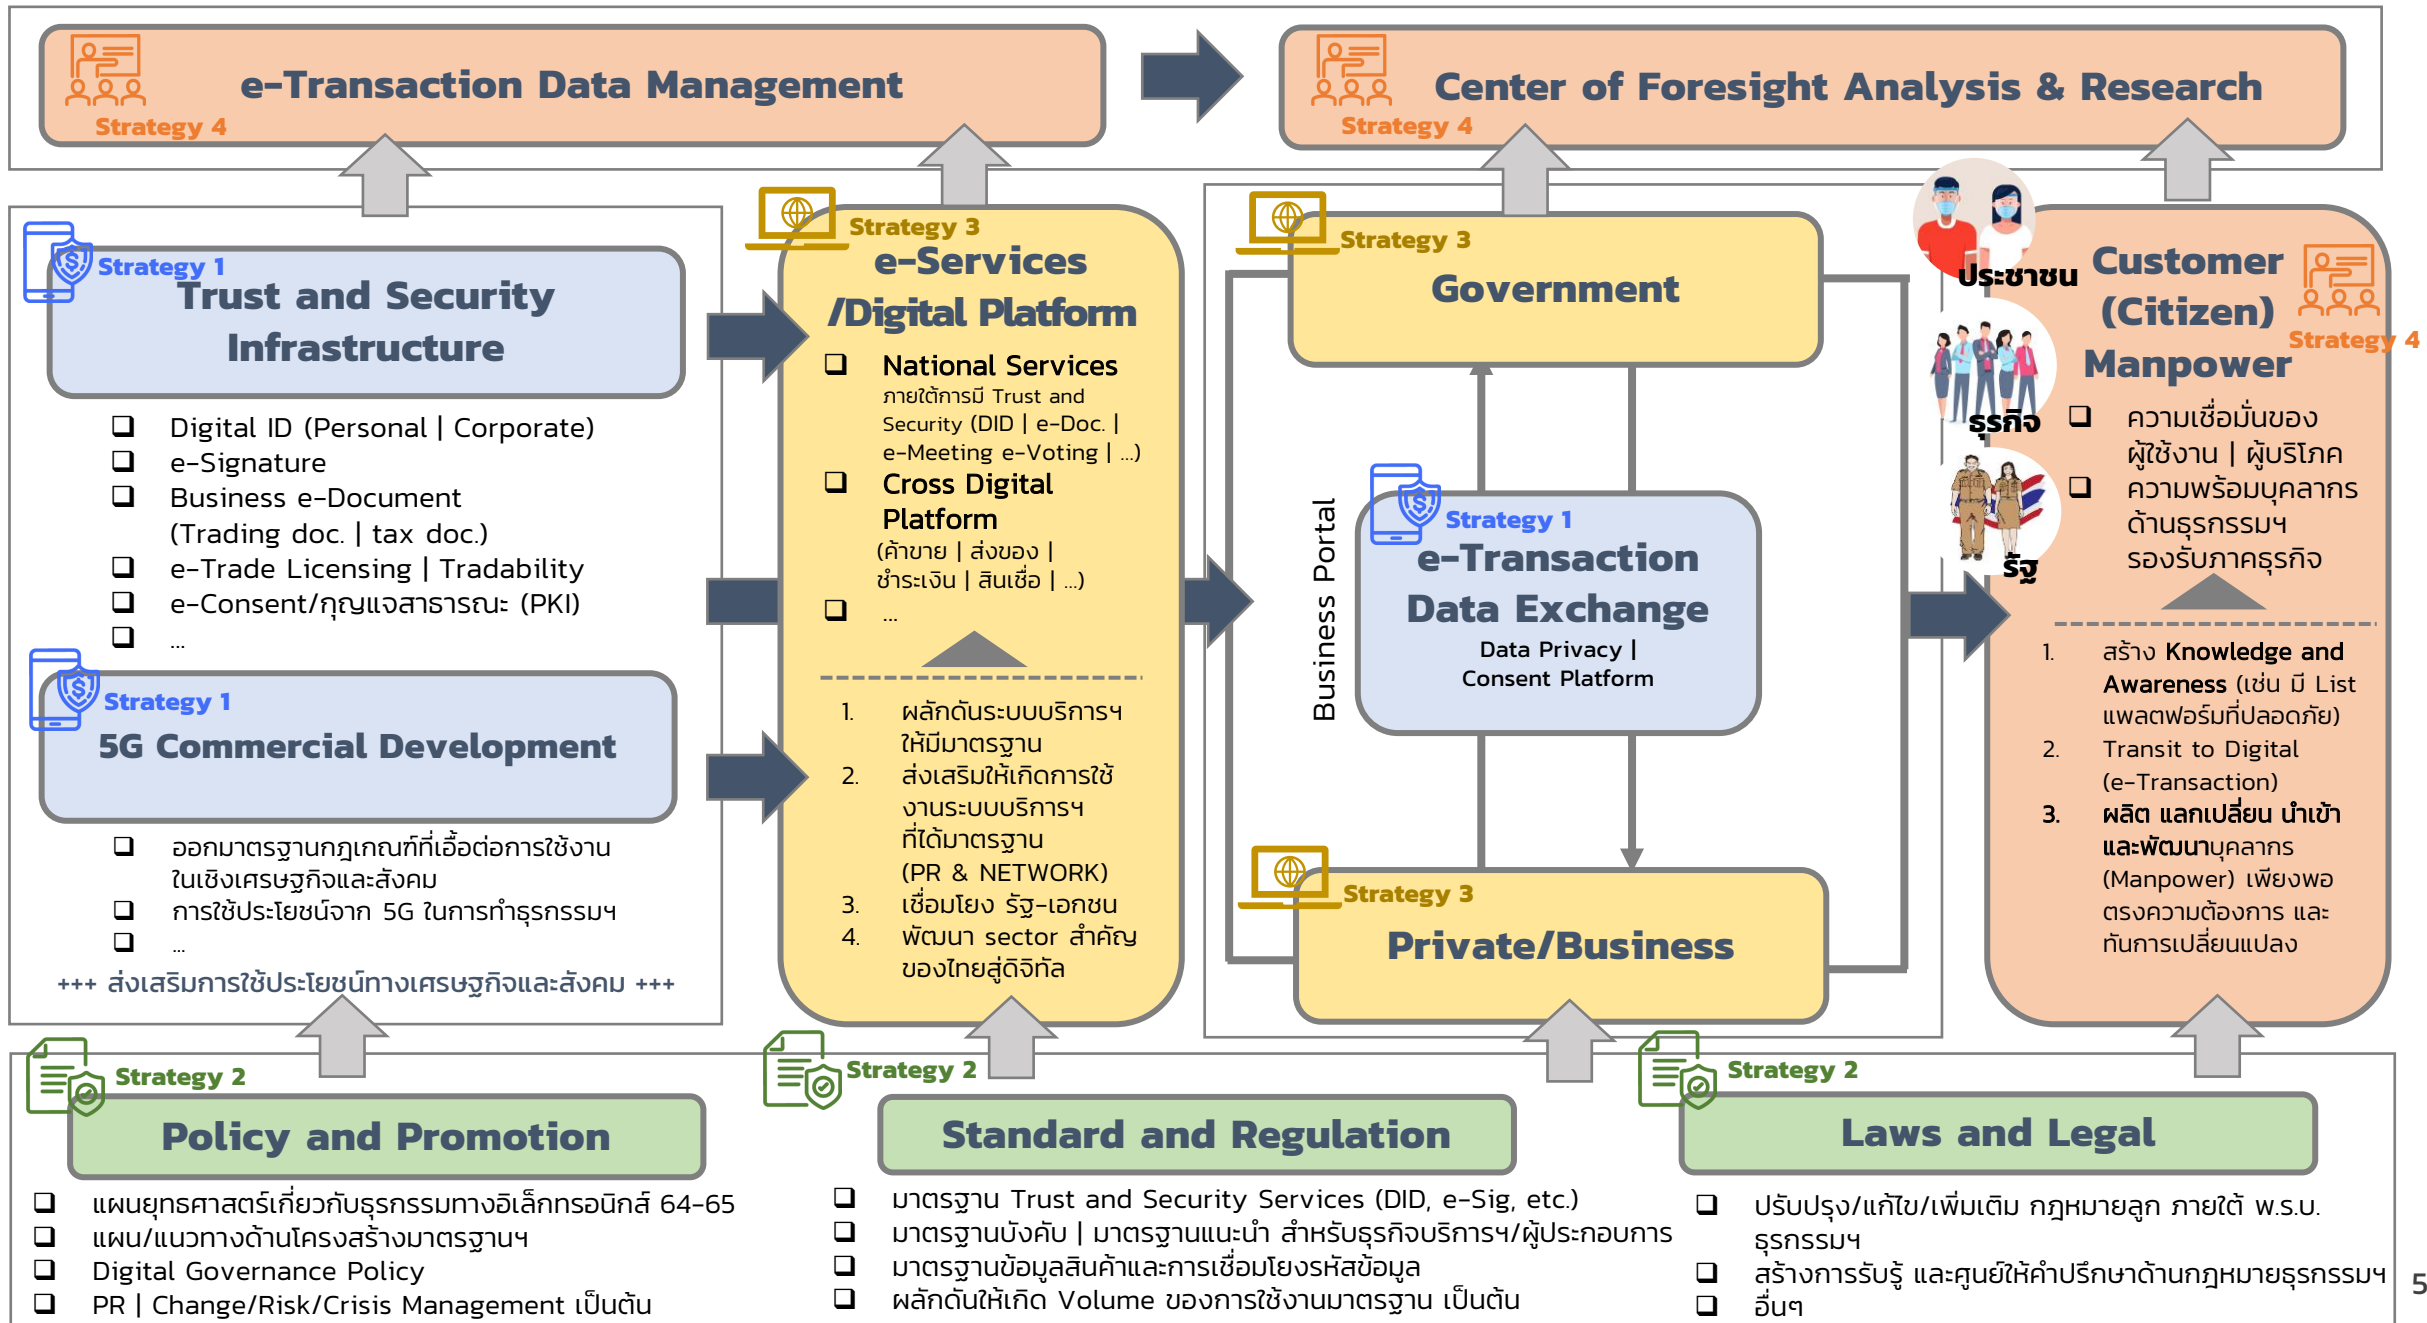 e-Transaction Data Management
Strategy 4
Center of Foresight Analysis & Research
Strategy 4
Strategy 1
Trust and Security
Infrastructure
❑ Digital ID (Personal | Corporate)
❑ e-Signature
❑ Business e-Document
(Trading doc. | tax doc.)
❑ e-Trade Licensing | Tradability
❑ e-Consent/กุญแจสาธารณะ (PKI)
❑ ...
Strategy 1
5G Commercial Development
❑ ออกมาตรฐานกฎเกณฑ์ที่เอื้อต่อการใช้งาน
ในเชิงเศรษฐกิจและสังคม
❑ การใช้ประโยชน์จาก 5G ในการทำธุรกรรมฯ
❑ ...
+++ ส่งเสริมการใช้ประโยชน์ทางเศรษฐกิจและสังคม +++
Strategy 3
e-Services
/Digital Platform
❑ National Services
ภายใต้การมี Trust and
Security (DID | e-Doc. |
e-Meeting e-Voting | ...)
❑ Cross Digital
Platform
(ค้าขาย | ส่งของ |
ชำระเงิน | สินเชื่อ | ...)
❑ ...
1. ผลักดันระบบบริการฯ
ให้มีมาตรฐาน
2. ส่งเสริมให้เกิดการใช้
งานระบบบริการฯ
ที่ได้มาตรฐาน
(PR & NETWORK)
3. เชื่อมโยง รัฐ-เอกชน
4. พัฒนา sector สำคัญ
ของไทยสู่ดิจิทัล
Strategy 3
Government
Business Portal
Strategy 1
e-Transaction
Data Exchange
Data Privacy |
Consent Platform
Strategy 3
Private/Business
ประชาชน
ธุรกิจ
รัฐ
Customer
(Citizen)
Manpower
Strategy 4
❑ ความเชื่อมั่นของ
ผู้ใช้งาน | ผู้บริโภค
❑ ความพร้อมบุคลากร
ด้านธุรกรรมฯ
รองรับภาคธุรกิจ
1. สร้าง Knowledge and
Awareness (เช่น มี List
แพลตฟอร์มที่ปลอดภัย)
2. Transit to Digital
(e-Transaction)
3. ผลิต แลกเปลี่ยน นำเข้า
และพัฒนาบุคลากร
(Manpower) เพียงพอ
ตรงความต้องการ และ
ทันการเปลี่ยนแปลง
Strategy 2
Policy and Promotion
❑ แผนยุทธศาสตร์เกี่ยวกับธุรกรรมทางอิเล็กทรอนิกส์ 64-65
❑ แผน/แนวทางด้านโครงสร้างมาตรฐานฯ
❑ Digital Governance Policy
❑ PR | Change/Risk/Crisis Management เป็นต้น
Strategy 2
Standard and Regulation
❑ มาตรฐาน Trust and Security Services (DID, e-Sig, etc.)
❑ มาตรฐานบังคับ | มาตรฐานแนะนำ สำหรับธุรกิจบริการฯ/ผู้ประกอบการ
❑ มาตรฐานข้อมูลสินค้าและการเชื่อมโยงรหัสข้อมูล
❑ ผลักดันให้เกิด Volume ของการใช้งานมาตรฐาน เป็นต้น
Strategy 2
Laws and Legal
❑ ปรับปรุง/แก้ไข/เพิ่มเติม กฎหมายลูก ภายใต้ พ.ร.บ.
ธุรกรรมฯ
❑ สร้างการรับรู้ และศูนย์ให้คำปรึกษาด้านกฎหมายธุรกรรมฯ
❑ อื่นๆ
5